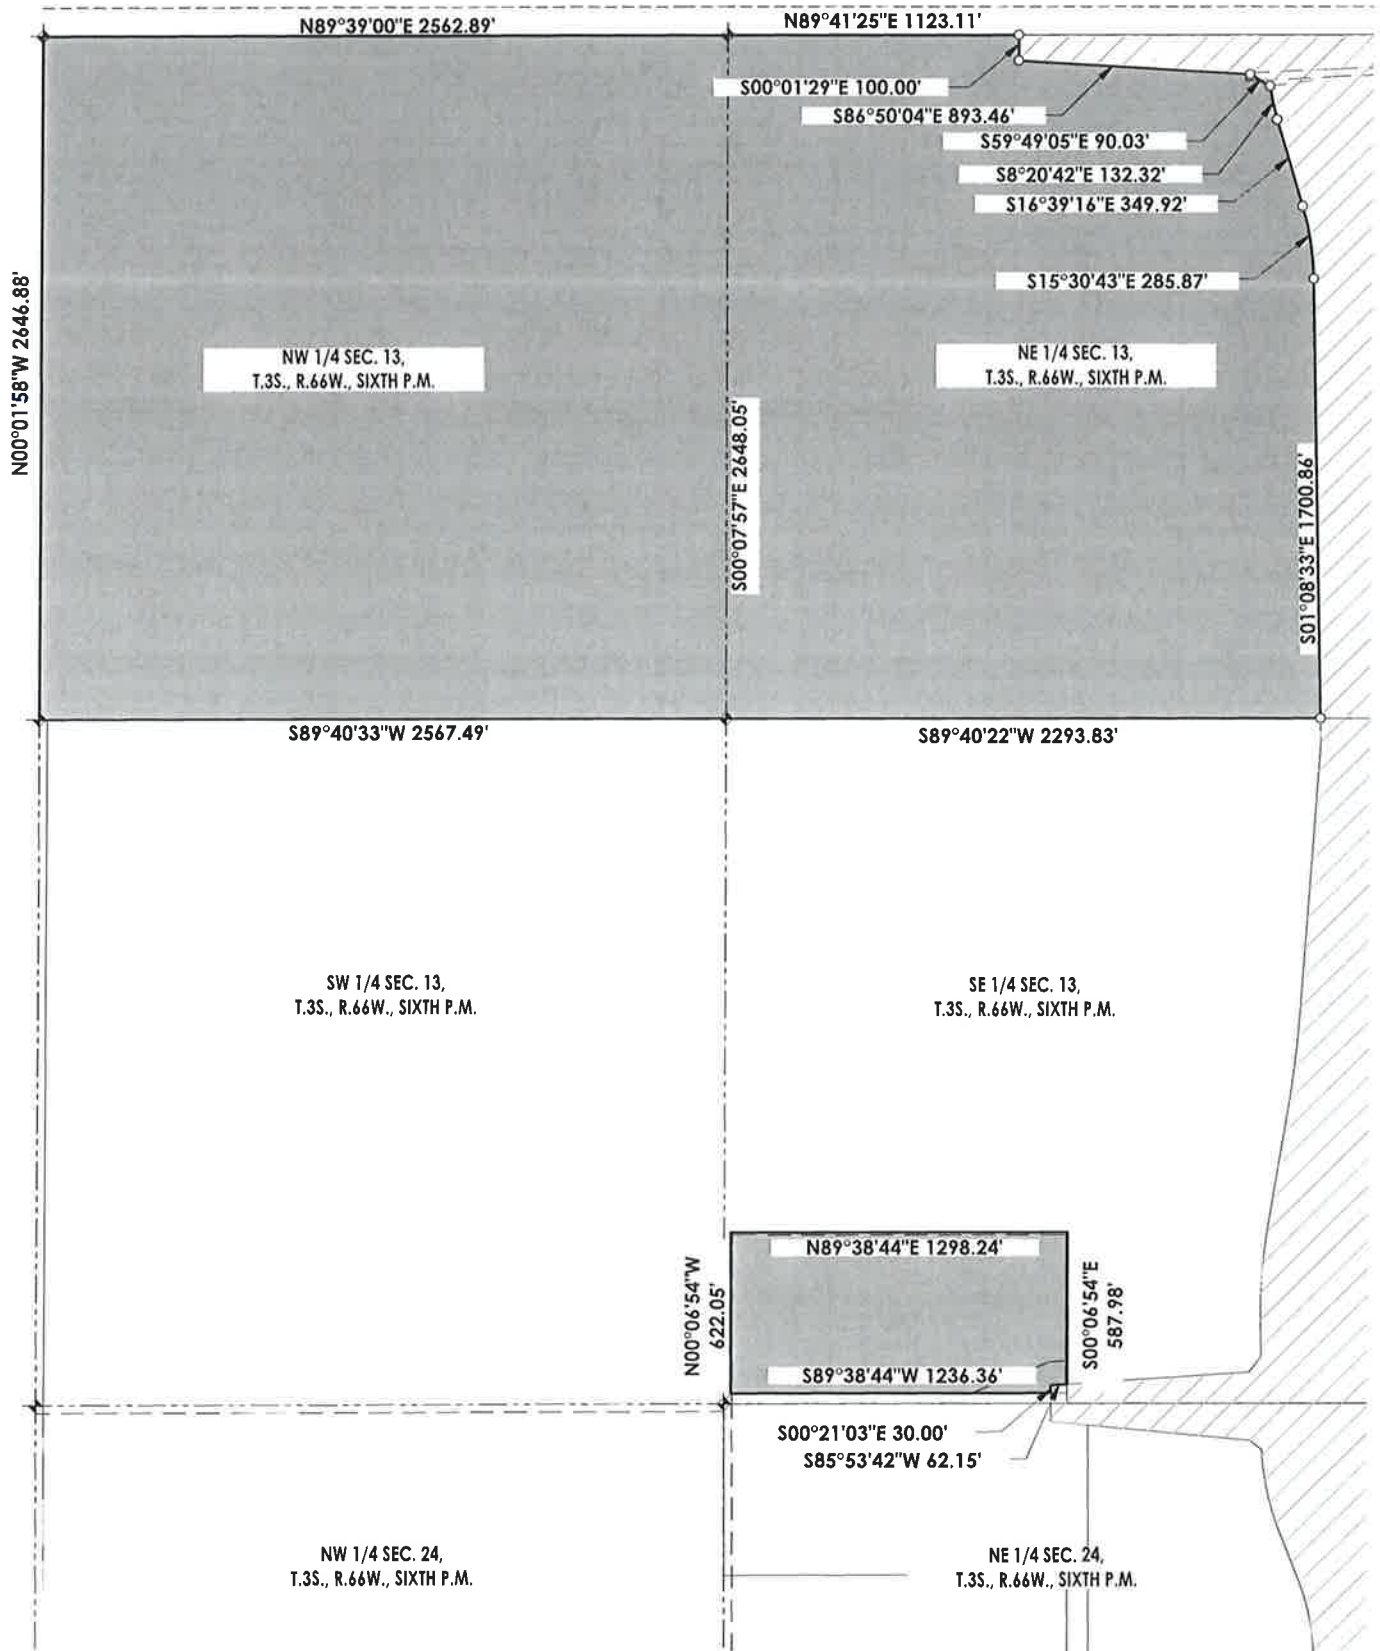 N89°39'00"E 2562.89'
N89°41'25"E 1123.11'
S00°01'29"E 100.00'
S86°50'04"E 893.46'
S59°49'05"E 90.03'
S8°20'42"E 132.32'
S16°39'16"E 349.92'
S15°30'43"E 285.87'
N00°01'58"W 2646.88'
NW 1/4 SEC. 13,
T.3S., R.66W., SIXTH P.M.
NE 1/4 SEC. 13,
T.3S., R.66W., SIXTH P.M.
S00°07'57"E 2648.05'
S01°08'33"E 1700.86'
S89°40'33"W 2567.49'
S89°40'22"W 2293.83'
SW 1/4 SEC. 13,
T.3S., R.66W., SIXTH P.M.
SE 1/4 SEC. 13,
T.3S., R.66W., SIXTH P.M.
N89°38'44"E 1298.24'
N00°06'54"W
622.05'
S00°06'54"E
587.98'
S89°38'44"W 1236.36'
S00°21'03"E 30.00'
S85°53'42"W 62.15'
NW 1/4 SEC. 24,
T.3S., R.66W., SIXTH P.M.
NE 1/4 SEC. 24,
T.3S., R.66W., SIXTH P.M.